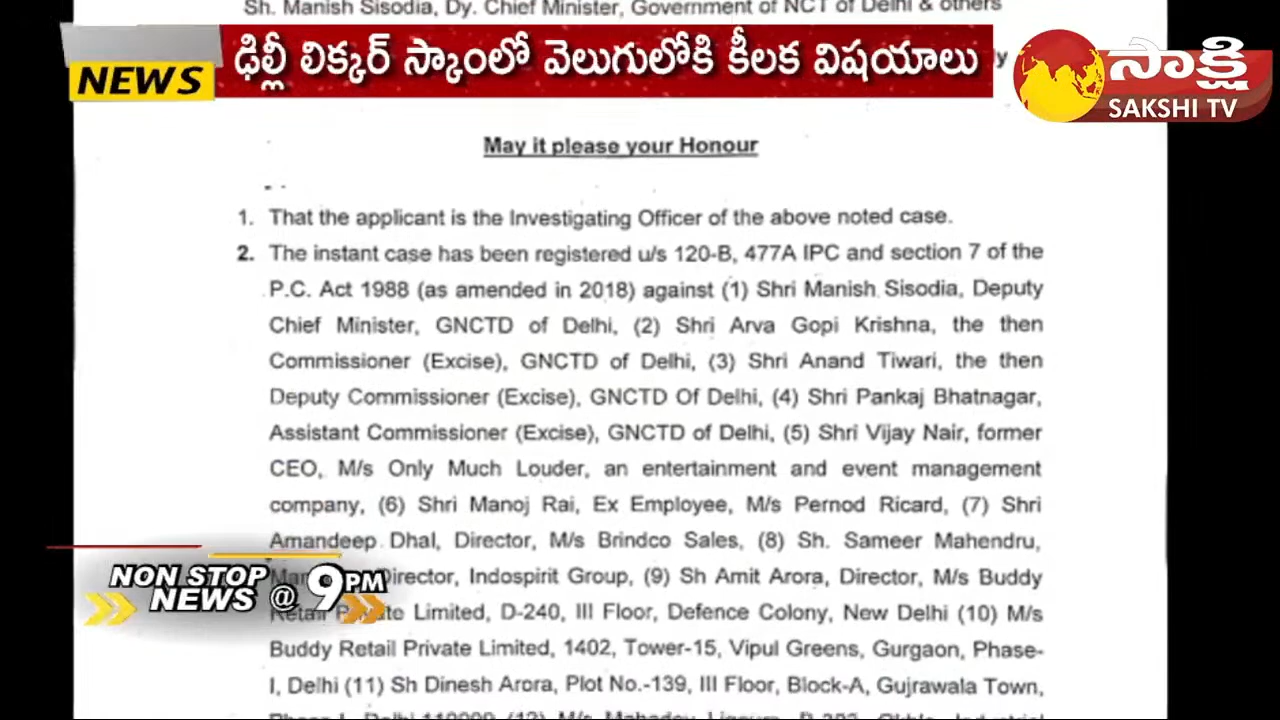 Sh. Manish Sisodia, Dy. Chief Minister, Government of NCT of Delhi & others
NEWS
ఢిల్లీ లిక్కర్ స్కాంలో వెలుగులోకి కీలక విషయాలు
సాక్షి
SAKSHI TV
May it please your Honour
1. That the applicant is the Investigating Officer of the above noted case.
2. The instant case has been registered u/s 120-B, 477A IPC and section 7 of the
P.C. Act 1988 (as amended in 2018) against (1) Shri Manish Sisodia, Deputy
Chief Minister, GNCTD of Delhi, (2) Shri Arva Gopi Krishna, the then
Commissioner (Excise), GNCTD of Delhi, (3) Shri Anand Tiwari, the then
Deputy Commissioner (Excise), GNCTD Of Delhi, (4) Shri Pankaj Bhatnagar,
Assistant Commissioner (Excise), GNCTD of Delhi, (5) Shri Vijay Nair, former
CEO, M/s Only Much Louder, an entertainment and event management
company, (6) Shri Manoj Rai, Ex Employee, M/s Pernod Ricard, (7) Shri
Amandeep Dhal, Director, M/s Brindco Sales, (8) Sh. Sameer Mahendru,
Director, Indospirit Group, (9) Sh Amit Arora, Director, M/s Buddy
Retail Limited, D-240, III Floor, Defence Colony, New Delhi (10) M/s
Buddy Retail Private Limited, 1402, Tower-15, Vipul Greens, Gurgaon, Phase-
I, Delhi (11) Sh Dinesh Arora, Plot No.-139, III Floor, Block-A, Gujrawala Town,
NON STOP
NEWS @ 9PM